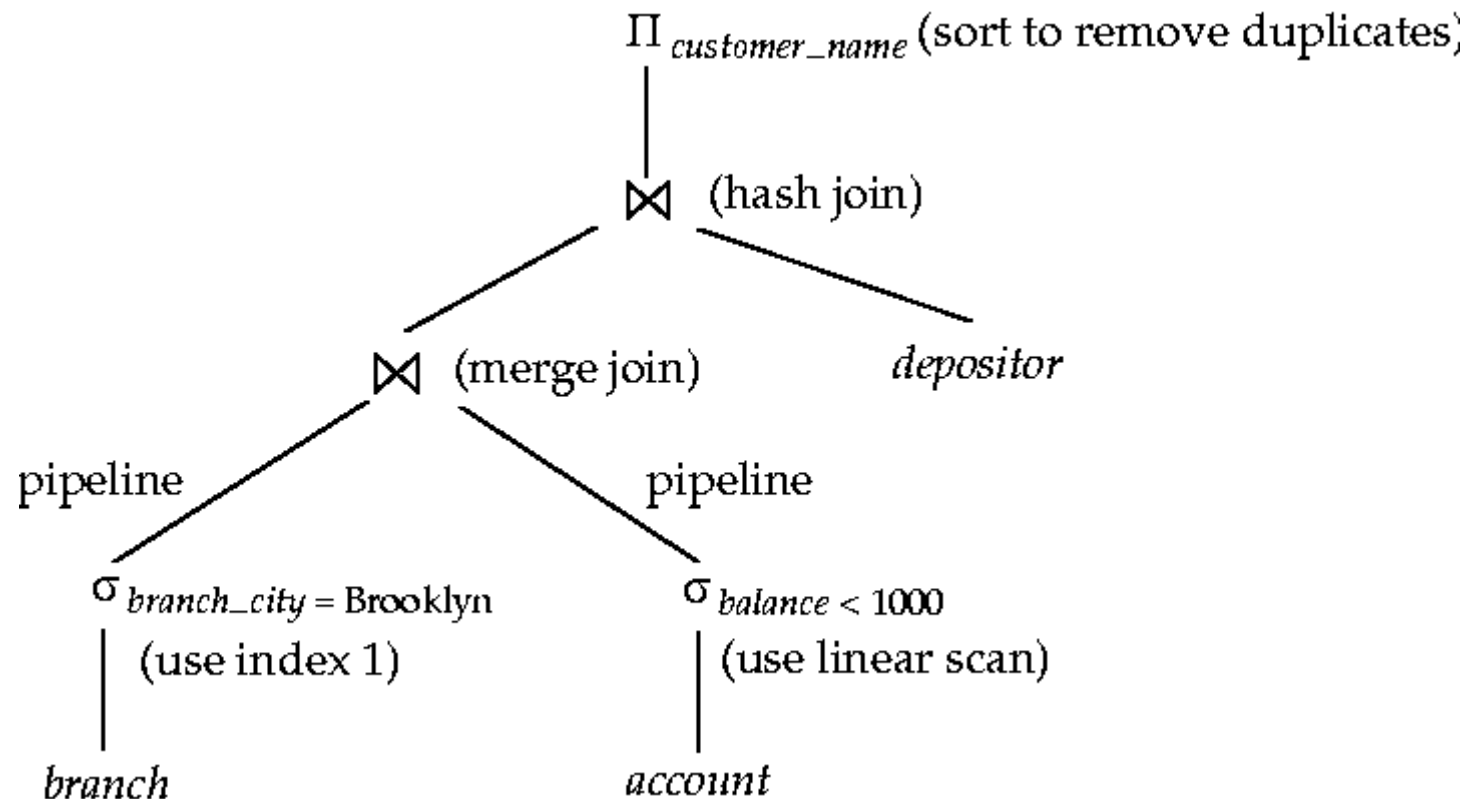 Π customer_name (sort to remove duplicates)
⋈ (hash join)
⋈ (merge join)
depositor
pipeline
pipeline
σ branch_city = Brooklyn
σ balance < 1000
(use index 1)
(use linear scan)
branch
account